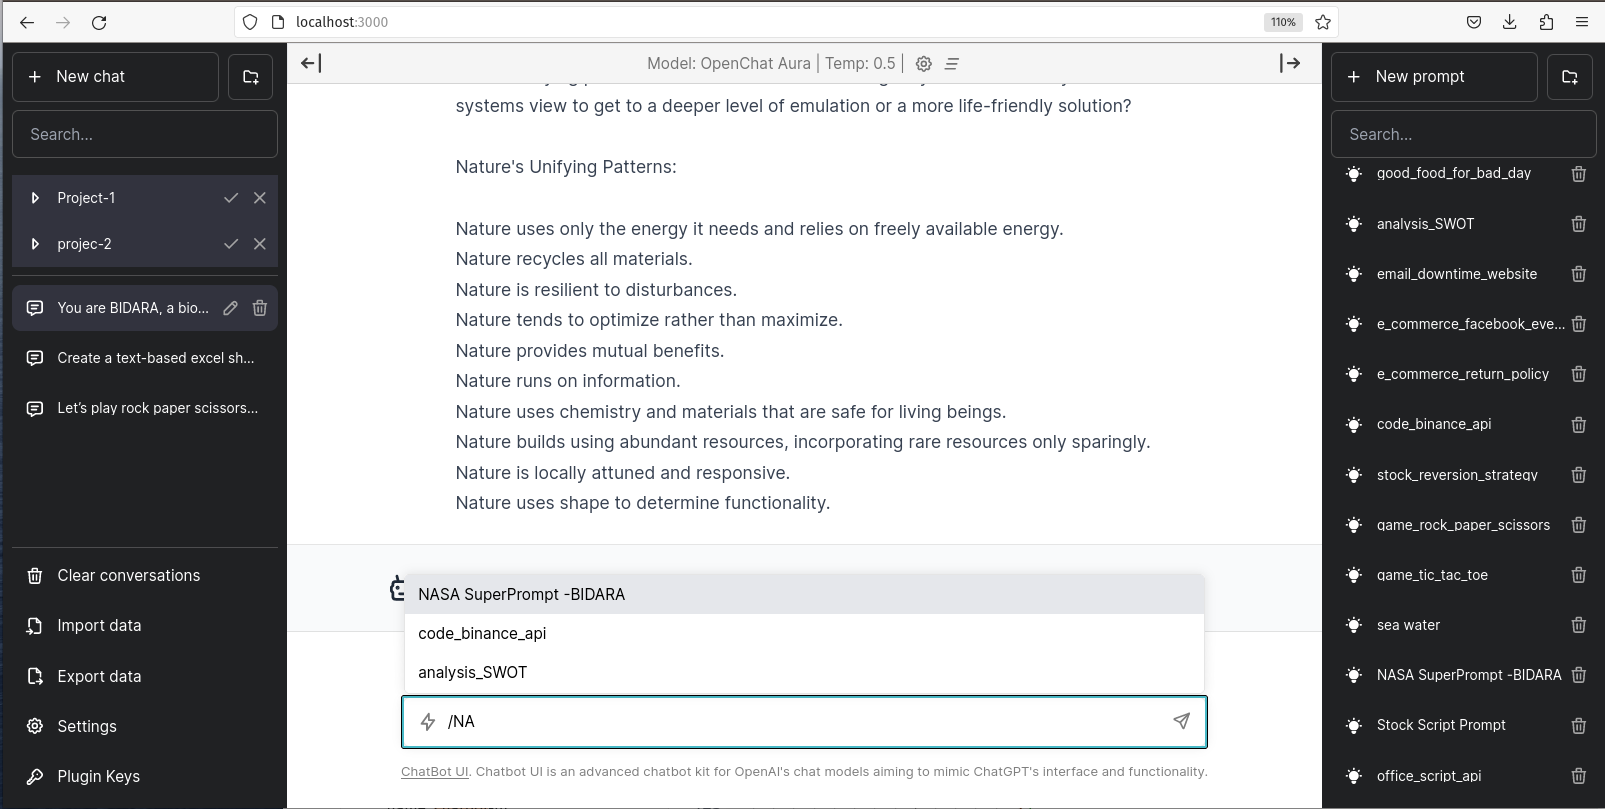 localhost:3000
110%
New chat
Search...
Project-1
projec-2
You are BIDARA, a bio...
Create a text-based excel sh...
Let's play rock paper scissors...
Clear conversations
Import data
Export data
Settings
Plugin Keys
Model: OpenChat Aura | Temp: 0.5 |
systems view to get to a deeper level of emulation or a more life-friendly solution?
Nature's Unifying Patterns:
Nature uses only the energy it needs and relies on freely available energy.
Nature recycles all materials.
Nature is resilient to disturbances.
Nature tends to optimize rather than maximize.
Nature provides mutual benefits.
Nature runs on information.
Nature uses chemistry and materials that are safe for living beings.
Nature builds using abundant resources, incorporating rare resources only sparingly.
Nature is locally attuned and responsive.
Nature uses shape to determine functionality.
NASA SuperPrompt -BIDARA
code_binance_api
analysis_SWOT
/NA
ChatBot UI. Chatbot UI is an advanced chatbot kit for OpenAI's chat models aiming to mimic ChatGPT's interface and functionality.
New prompt
Search...
good_food_for_bad_day
analysis_SWOT
email_downtime_website
e_commerce_facebook_eve...
e_commerce_return_policy
code_binance_api
stock_reversion_strategy
game_rock_paper_scissors
game_tic_tac_toe
sea water
NASA SuperPrompt -BIDARA
Stock Script Prompt
office_script_api